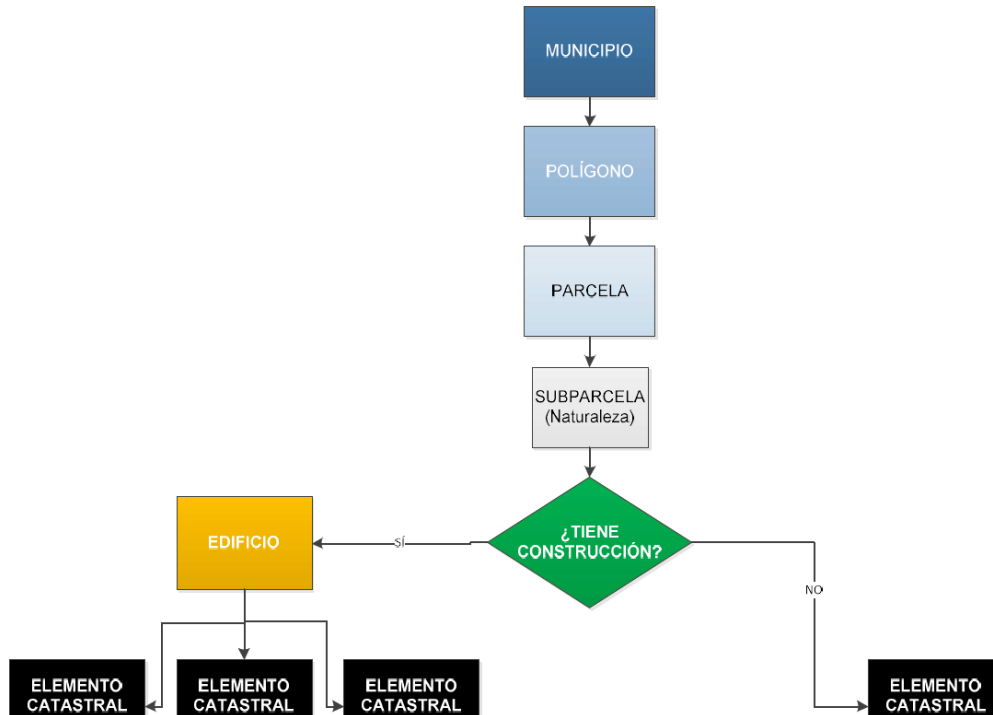 MUNICIPIO
POLÍGONO
PARCELA
SUBPARCELA
(Naturaleza)
¿TIENE
CONSTRUCCIÓN?
EDIFICIO
SÍ
NO
ELEMENTO
CATASTRAL
ELEMENTO
CATASTRAL
ELEMENTO
CATASTRAL
ELEMENTO
CATASTRAL